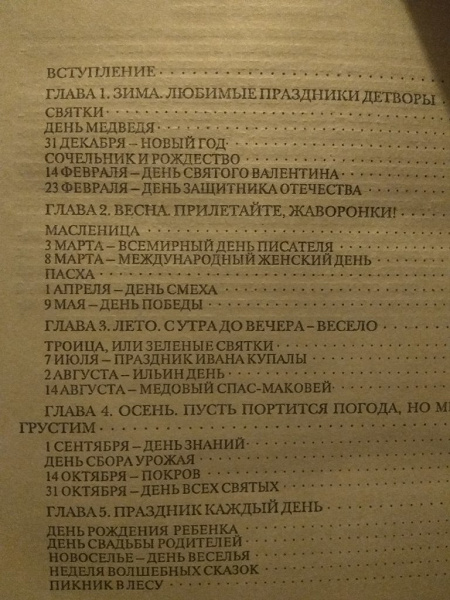 ВСТУПЛЕНИЕ
ГЛАВА 1. ЗИМА. ЛЮБИМЫЕ ПРАЗДНИКИ ДЕТВОРЫ
СВЯТКИ
ДЕНЬ МЕДВЕДЯ
31 ДЕКАБРЯ – НОВЫЙ ГОД
СОЧЕЛЬНИК И РОЖДЕСТВО
14 ФЕВРАЛЯ – ДЕНЬ СВЯТОГО ВАЛЕНТИНА
23 ФЕВРАЛЯ – ДЕНЬ ЗАЩИТНИКА ОТЕЧЕСТВА
ГЛАВА 2. ВЕСНА. ПРИЛЕТАЙТЕ, ЖАВОРОНКИ!
МАСЛЕНИЦА
3 МАРТА – ВСЕМИРНЫЙ ДЕНЬ ПИСАТЕЛЯ
8 МАРТА – МЕЖДУНАРОДНЫЙ ЖЕНСКИЙ ДЕНЬ
ПАСХА
1 АПРЕЛЯ – ДЕНЬ СМЕХА
9 МАЯ – ДЕНЬ ПОБЕДЫ
ГЛАВА 3. ЛЕТО. С УТРА ДО ВЕЧЕРА – ВЕСЕЛО
ТРОИЦА, ИЛИ ЗЕЛЕНЫЕ СВЯТКИ
7 ИЮЛЯ – ПРАЗДНИК ИВАНА КУПАЛЫ
2 АВГУСТА – ИЛЬИН ДЕНЬ
14 АВГУСТА – МЕДОВЫЙ СПАС-МАКОВЕЙ
ГЛАВА 4. ОСЕНЬ. ПУСТЬ ПОРТИТСЯ ПОГОДА, НО
ГРУСТИМ
1 СЕНТЯБРЯ – ДЕНЬ ЗНАНИЙ
ДЕНЬ СБОРА УРОЖАЯ
14 ОКТЯБРЯ – ПОКРОВ
31 ОКТЯБРЯ – ДЕНЬ ВСЕХ СВЯТЫХ
ГЛАВА 5. ПРАЗДНИК КАЖДЫЙ ДЕНЬ
ДЕНЬ РОЖДЕНИЯ РЕБЕНКА
ДЕНЬ СВАДЬБЫ РОДИТЕЛЕЙ
НОВОСЕЛЬЕ – ДЕНЬ ВЕСЕЛЬЯ
НЕДЕЛЯ ВОЛШЕБНЫХ СКАЗОК
ПИКНИК В ЛЕСУ